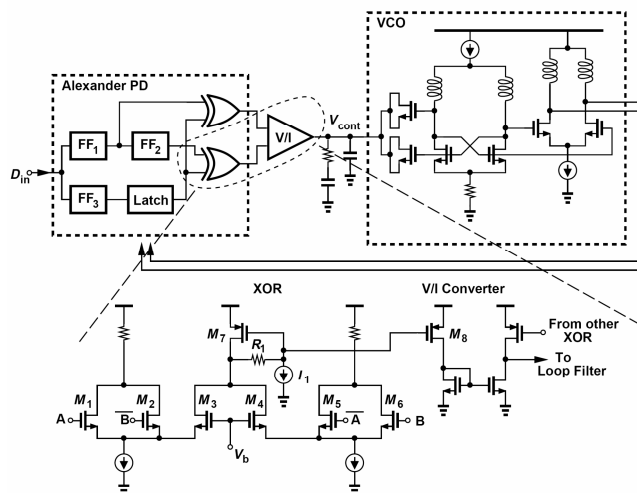 VCO
Alexander PD
V/I
Vcont
FF1
FF2
Din
FF3
Latch
XOR
V/I Converter
M7
R1
I1
M8
From other
XOR
To
Loop Filter
M1
M2
M3
M4
M5
M6
A
B̅
A̅
B
Vb